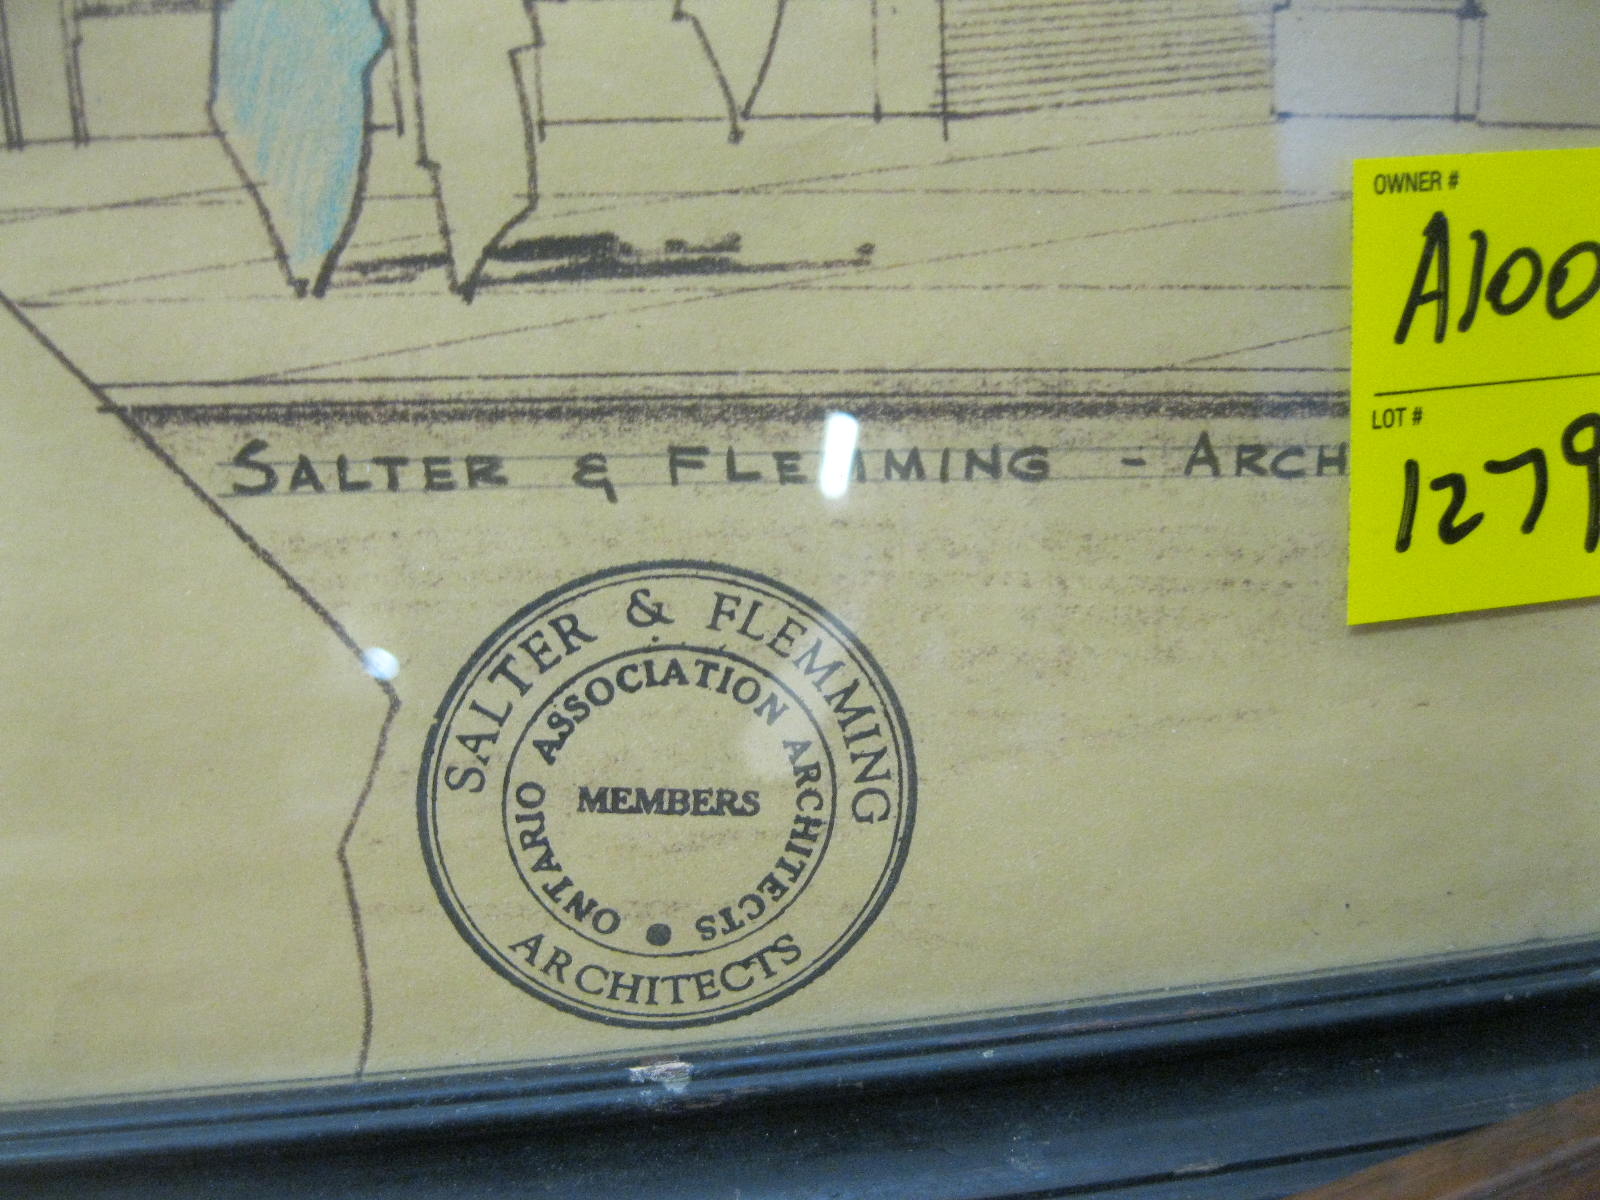 OWNER #
A100
LOT #
1279
SALTER & FLEMMING - ARCH
SALTER & FLEMMING
ONTARIO ASSOCIATION ARCHITECTS
MEMBERS
ARCHITECTS